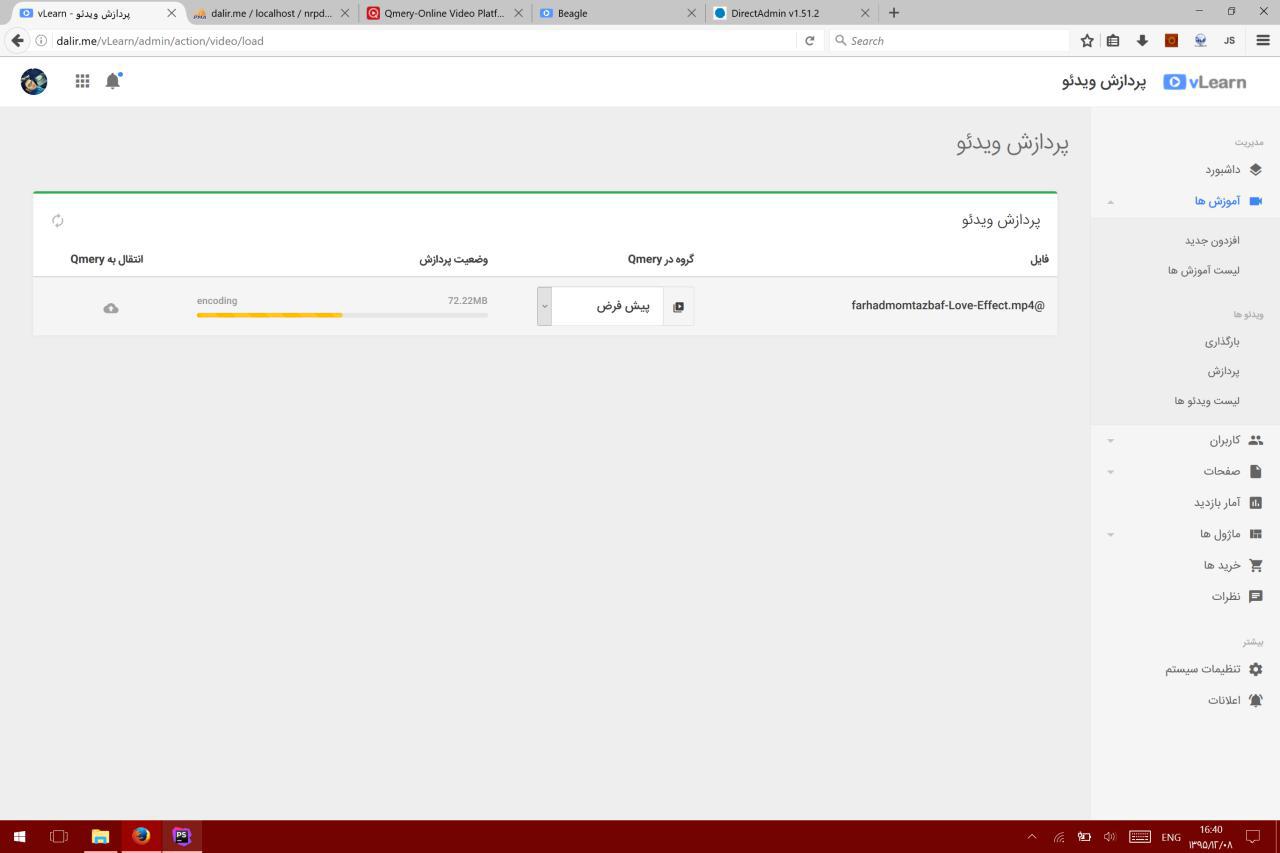 vLearn - پردازش ویدئو
dalir.me / localhost / nrpd...
Qmery-Online Video Platf...
Beagle
DirectAdmin v1.51.2
dalir.me/vLearn/admin/action/video/load
Search
JS
vLearn
پردازش ویدئو
پردازش ویدئو
مدیریت
داشبورد
آموزش ها
افزدون جدید
لیست آموزش ها
ویدئو ها
بارگذاری
پردازش
لیست ویدئو ها
کاربران
صفحات
آمار بازدید
ماژول ها
خرید ها
نظرات
بیشتر
تنظیمات سیستم
اعلانات
پردازش ویدئو
فایل
گروه در Qmery
وضعیت پردازش
انتقال به Qmery
farhadmomtazbaf-Love-Effect.mp4@
پیش فرض
72.22MB
encoding
PS
ENG
16:40
۱۳۹۵/۱۲/۰۸